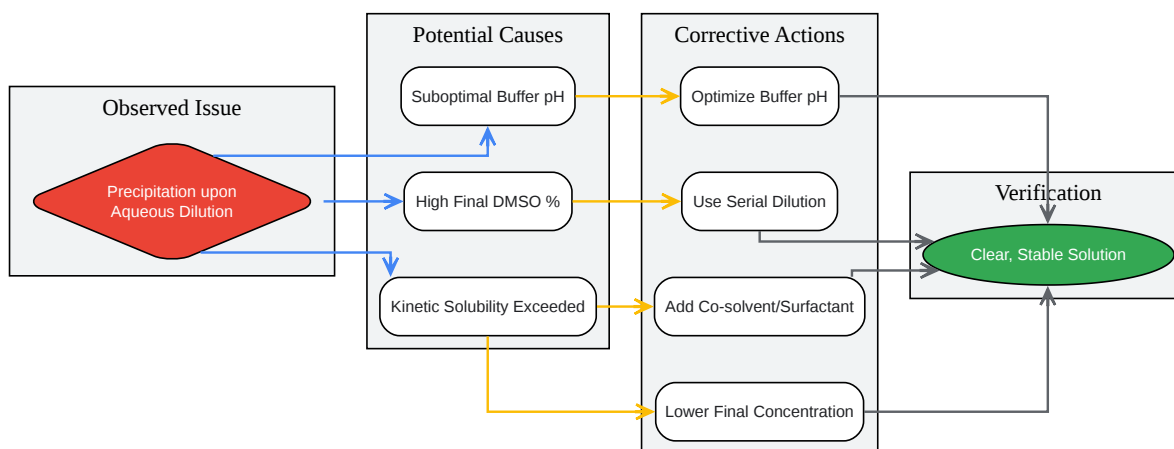 Observed Issue
Precipitation upon
Aqueous Dilution
Potential Causes
Suboptimal Buffer pH
High Final DMSO %
Kinetic Solubility Exceeded
Corrective Actions
Optimize Buffer pH
Use Serial Dilution
Add Co-solvent/Surfactant
Lower Final Concentration
Verification
Clear, Stable Solution